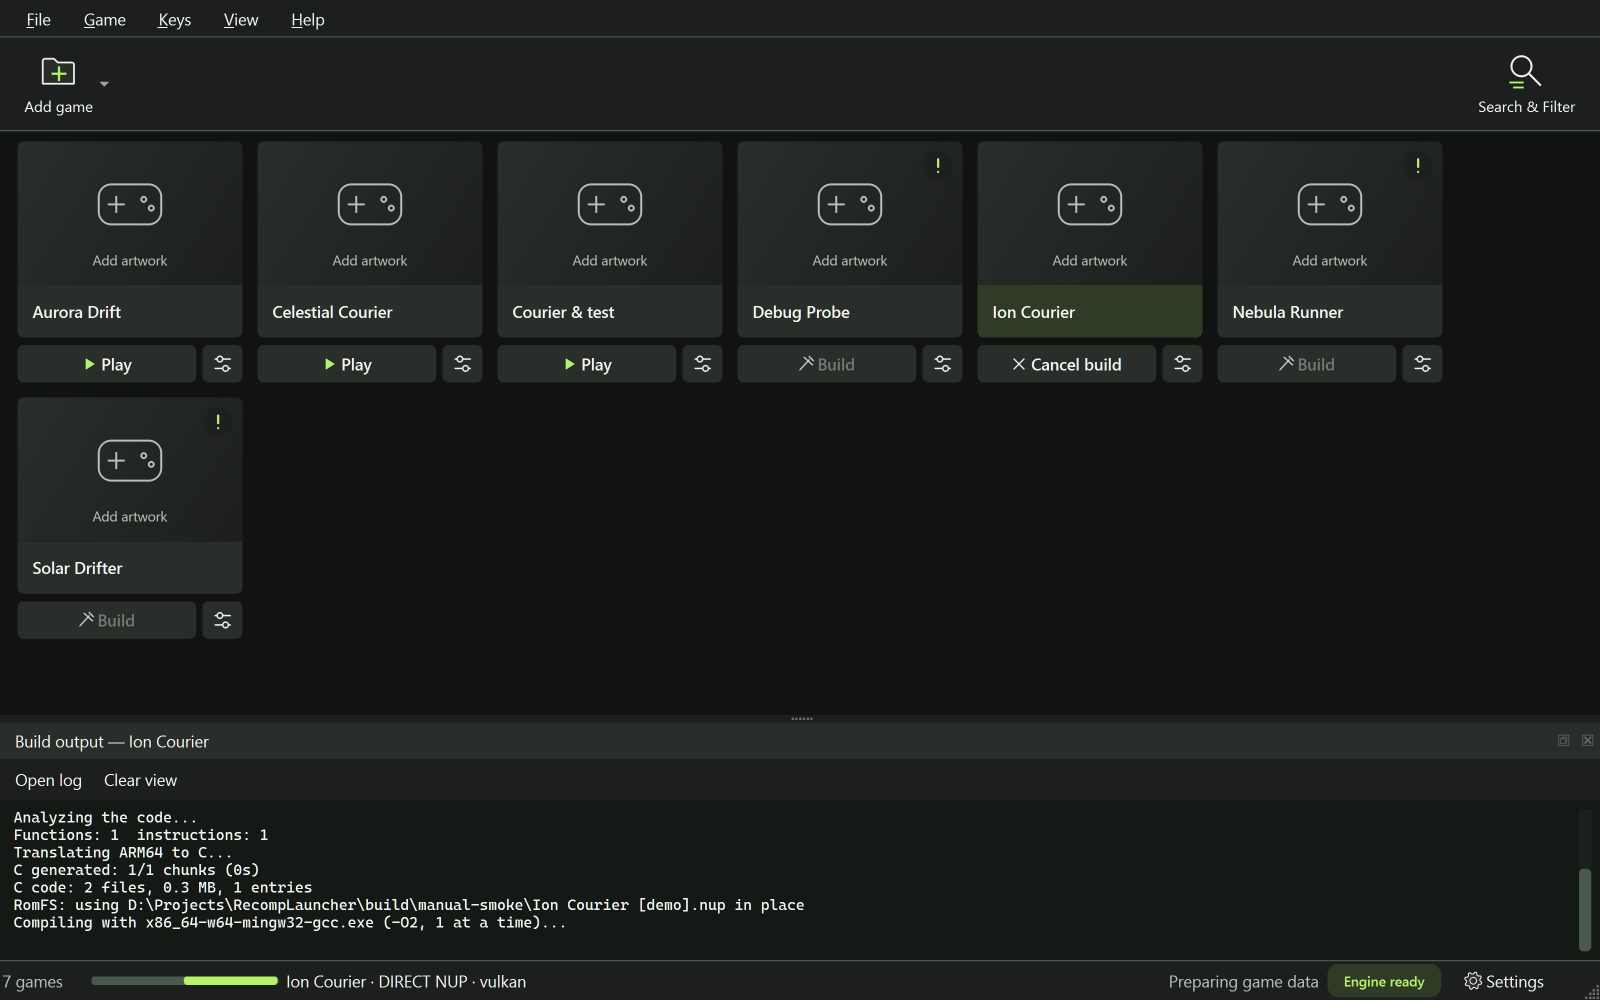 File Game Keys View Help
Add game
Search & Filter
Add artwork Add artwork Add artwork Add artwork Add artwork Add artwork
Aurora Drift Celestial Courier Courier & test Debug Probe Ion Courier Nebula Runner
Play Play Play Build Cancel build Build
Add artwork
Solar Drifter
Build
Build output — Ion Courier
Open log Clear view
Analyzing the code...
Functions: 1  instructions: 1
Translating ARM64 to C...
C generated: 1/1 chunks (0s)
C code: 2 files, 0.3 MB, 1 entries
RomFS: using D:\Projects\RecompLauncher\build\manual-smoke\Ion Courier [demo].nup in place
Compiling with x86_64-w64-mingw32-gcc.exe (-O2, 1 at a time)...
7 games Ion Courier · DIRECT NUP · vulkan Preparing game data Engine ready Settings